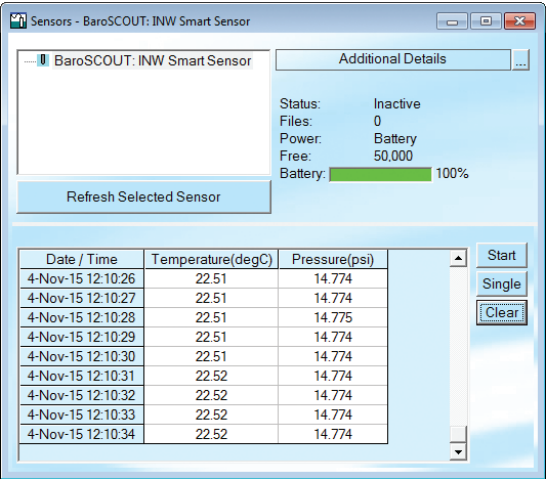 Sensors - BaroSCOUT: INW Smart Sensor
BaroSCOUT: INW Smart Sensor
Additional Details ...
Status: Inactive
Files: 0
Power: Battery
Free: 50,000
Battery: 100%
Refresh Selected Sensor
Date / Time Temperature(degC) Pressure(psi)
4-Nov-15 12:10:26 22.51 14.774
4-Nov-15 12:10:27 22.51 14.774
4-Nov-15 12:10:28 22.51 14.775
4-Nov-15 12:10:29 22.51 14.774
4-Nov-15 12:10:30 22.51 14.774
4-Nov-15 12:10:31 22.52 14.774
4-Nov-15 12:10:32 22.52 14.774
4-Nov-15 12:10:33 22.52 14.774
4-Nov-15 12:10:34 22.52 14.774
Start
Single
Clear